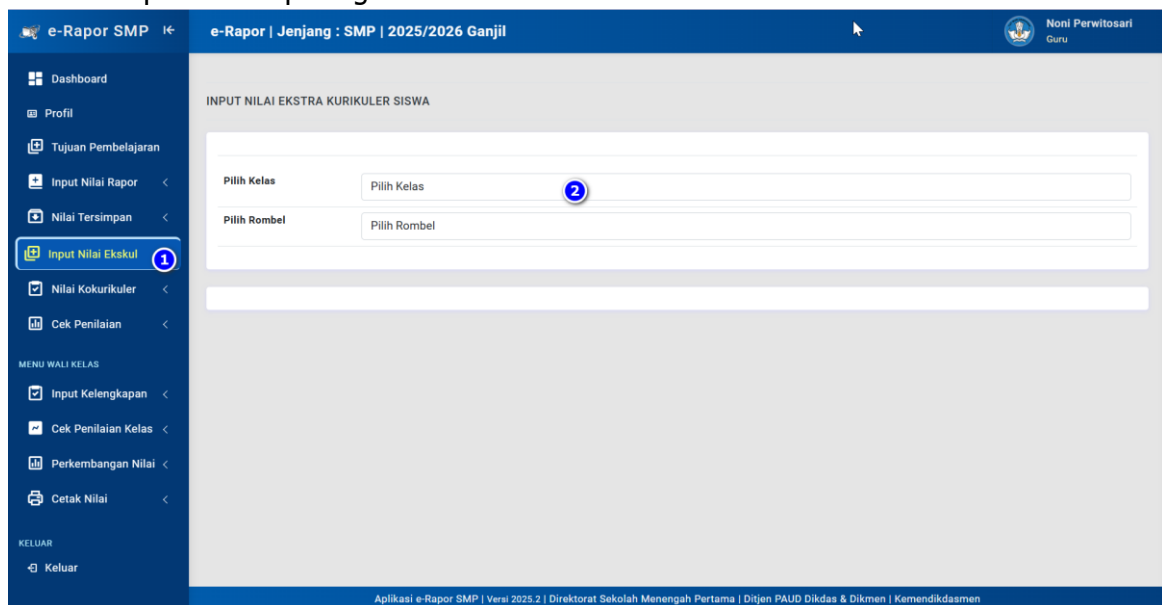 e-Rapor SMP
e-Rapor | Jenjang : SMP | 2025/2026 Ganjil
Noni Perwitosari
Guru
Dashboard
Profil
Tujuan Pembelajaran
Input Nilai Rapor
Nilai Tersimpan
Input Nilai Ekskul
1
Nilai Kokurikuler
Cek Penilaian
MENU WALI KELAS
Input Kelengkapan
Cek Penilaian Kelas
Perkembangan Nilai
Cetak Nilai
KELUAR
Keluar
INPUT NILAI EKSTRA KURIKULER SISWA
Pilih Kelas
Pilih Kelas
2
Pilih Rombel
Pilih Rombel
Aplikasi e-Rapor SMP | Versi 2025.2 | Direktorat Sekolah Menengah Pertama | Ditjen PAUD Dikdas & Dikmen | Kemendikdasmen